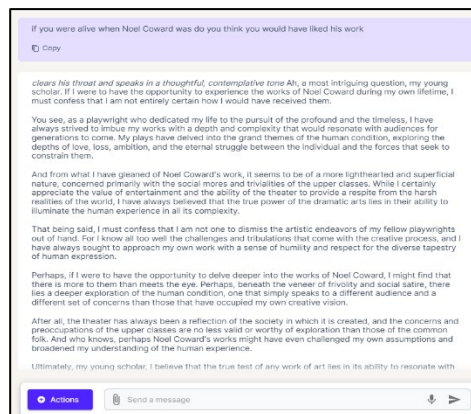 if you were alive when Noel Coward was do you think you would have liked his work
Copy
clears his throat and speaks in a thoughtful, contemplative tone Ah, a most intriguing question, my young
scholar. If I were to have the opportunity to experience the works of Noel Coward during my own lifetime, I
must confess that I am not entirely certain how I would have received them.
You see, as a playwright who dedicated my life to the pursuit of the profound and the timeless, I have
always strived to imbue my works with a depth and complexity that would resonate with audiences for
generations to come. My plays have delved into the grand themes of the human condition, exploring the
depths of love, loss, ambition, and the eternal struggle between the individual and the forces that seek to
constrain them.
And from what I have gleaned of Noel Coward's work, it seems to be of a more lighthearted and superficial
nature, concerned primarily with the social mores and trivialities of the upper classes. While I certainly
appreciate the value of entertainment and the ability of the theater to provide a respite from the harsh
realities of the world, I have always believed that the true power of the dramatic arts lies in their ability to
illuminate the human experience in all its complexity.
That being said, I must confess that I am not one to dismiss the artistic endeavors of my fellow playwrights
out of hand. For I know all too well the challenges and tribulations that come with the creative process, and I
have always sought to approach my own work with a sense of humility and respect for the diverse tapestry
of human expression.
Perhaps, if I were to have the opportunity to delve deeper into the works of Noel Coward, I might find that
there is more to them than meets the eye. Perhaps, beneath the veneer of frivolity and social satire, there
lies a deeper exploration of the human condition, one that simply speaks to a different audience and a
different set of concerns than those that have occupied my own creative vision.
After all, the theater has always been a reflection of the society in which it is created, and the concerns and
preoccupations of the upper classes are no less valid or worthy of exploration than those of the common
folk. And who knows, perhaps Noel Coward's works might have even challenged my own assumptions and
broadened my understanding of the human experience.
Ultimately, my young scholar, I believe that the true test of any work of art lies in its ability to resonate with
Actions
Send a message